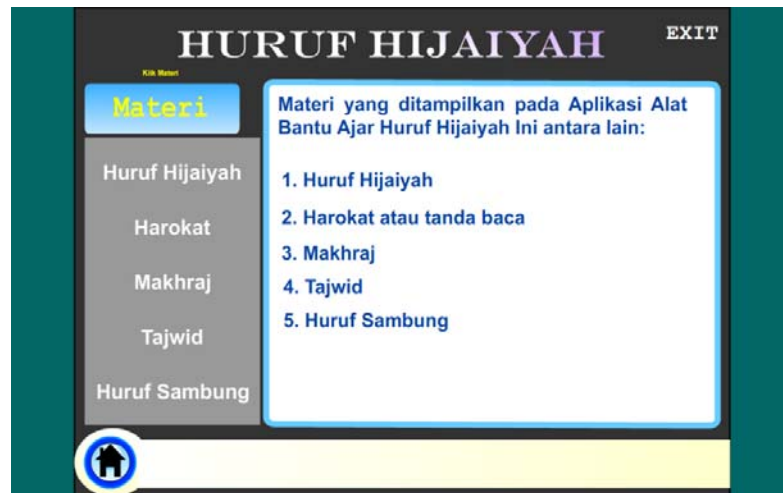 HURUF HIJAIYAH
EXIT
Klik Materi
Materi
Huruf Hijaiyah
Harokat
Makhraj
Tajwid
Huruf Sambung
Materi yang ditampilkan pada Aplikasi Alat
Bantu Ajar Huruf Hijaiyah Ini antara lain:
1. Huruf Hijaiyah
2. Harokat atau tanda baca
3. Makhraj
4. Tajwid
5. Huruf Sambung